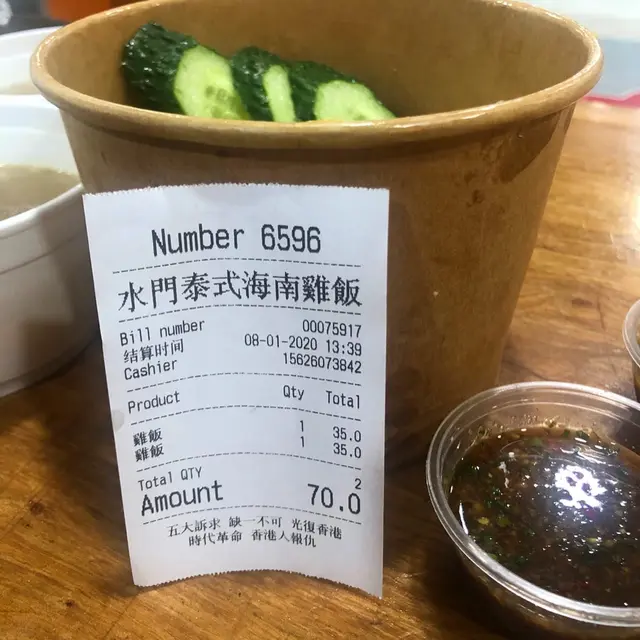 Number 6596
水門泰式海南雞飯
Bill number 00075917
结算时间 08-01-2020 13:39
Cashier 15626073842
Product Qty Total
雞飯 1 35.0
雞飯 1 35.0
Total QTY 2
Amount 70.0
五大訴求 缺一不可 光復香港
時代革命 香港人報仇